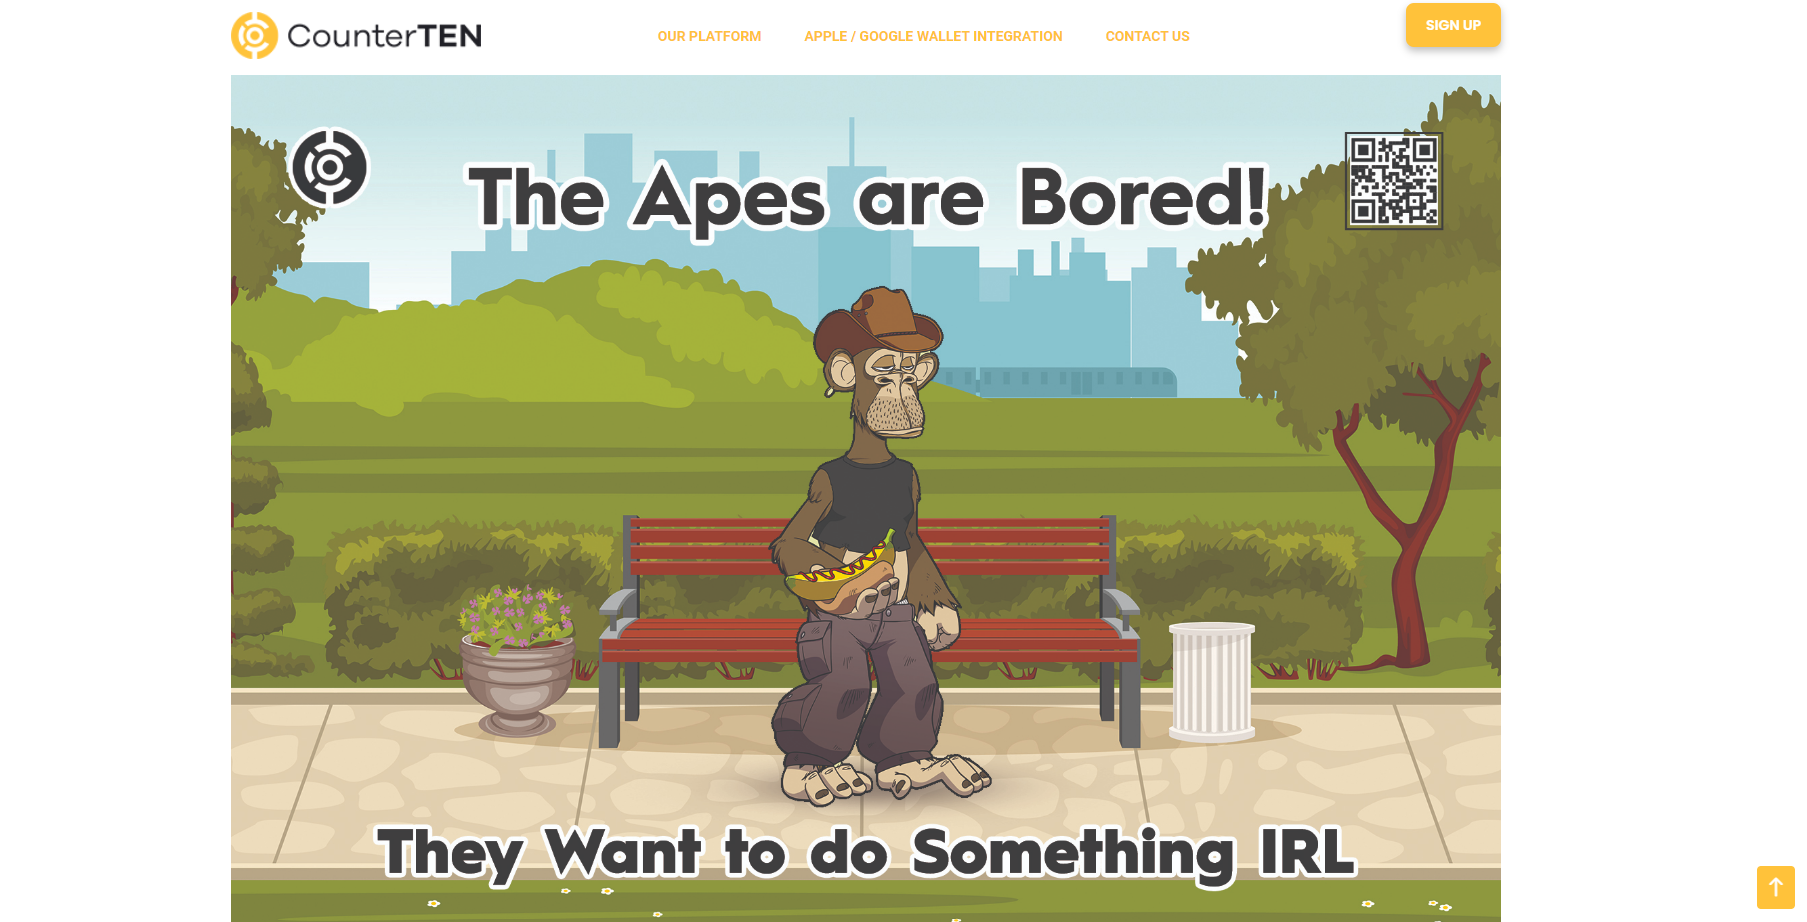 CounterTEN
OUR PLATFORM
APPLE / GOOGLE WALLET INTEGRATION
CONTACT US
SIGN UP
The Apes are Bored!
They Want to do Something IRL